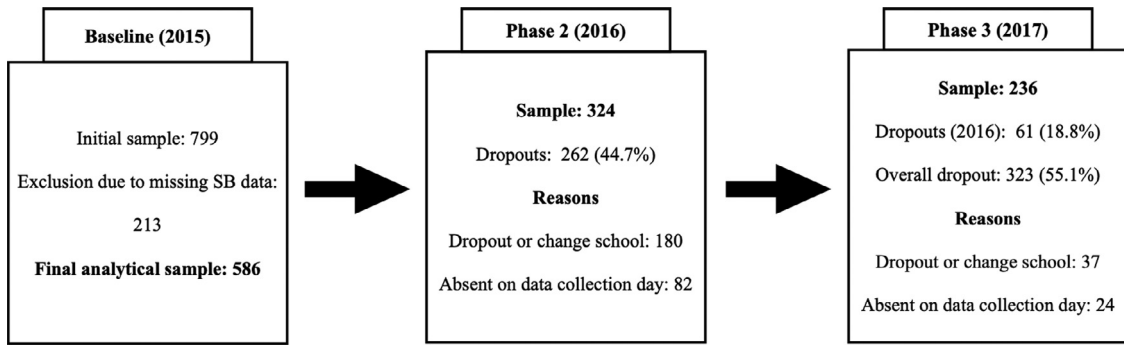 Baseline (2015)
Initial sample: 799
Exclusion due to missing SB data:
213
Final analytical sample: 586
Phase 2 (2016)
Sample: 324
Dropouts: 262 (44.7%)
Reasons
Dropout or change school: 180
Absent on data collection day: 82
Phase 3 (2017)
Sample: 236
Dropouts (2016): 61 (18.8%)
Overall dropout: 323 (55.1%)
Reasons
Dropout or change school: 37
Absent on data collection day: 24